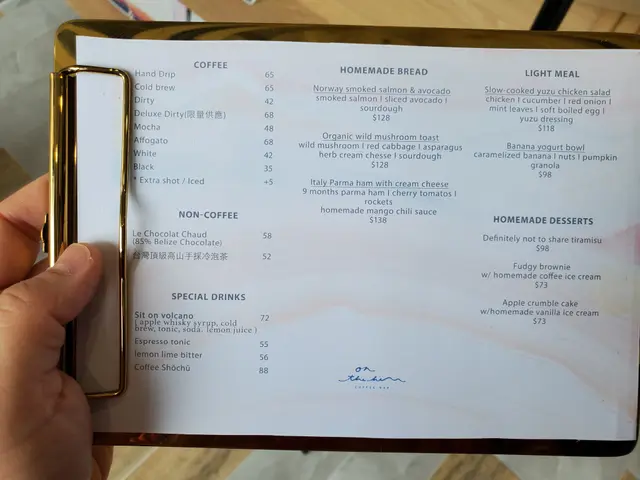 COFFEE
Hand Drip 65
Cold brew 65
Dirty 42
Deluxe Dirty(限量供應) 68
Mocha 48
Affogato 68
White 42
Black 35
* Extra shot / Iced +5
NON-COFFEE
Le Chocolat Chaud 58
(85% Belize Chocolate)
台灣頂級高山手採冷泡茶 52
SPECIAL DRINKS
Sit on volcano 72
( apple whisky syrup, cold
brew, tonic, soda, lemon juice )
Espresso tonic 55
lemon lime bitter 56
Coffee Shōchū 88
HOMEMADE BREAD
Norway smoked salmon & avocado
smoked salmon I sliced avocado I
sourdough
$128
Organic wild mushroom toast
wild mushroom I red cabbage I asparagus
herb cream chesse I sourdough
$128
Italy Parma ham with cream cheese
9 months parma ham I cherry tomatos I
rockets
homemade mango chili sauce
$138
on
the hem
COFFEE BAR
LIGHT MEAL
Slow-cooked yuzu chicken salad
chicken I cucumber I red onion I
mint leaves I soft boiled egg I
yuzu dressing
$118
Banana yogurt bowl
caramelized banana I nuts I pumpkin
granola
$98
HOMEMADE DESSERTS
Definitely not to share tiramisu
$98
Fudgy brownie
w/ homemade coffee ice cream
$73
Apple crumble cake
w/homemade vanilla ice cream
$73